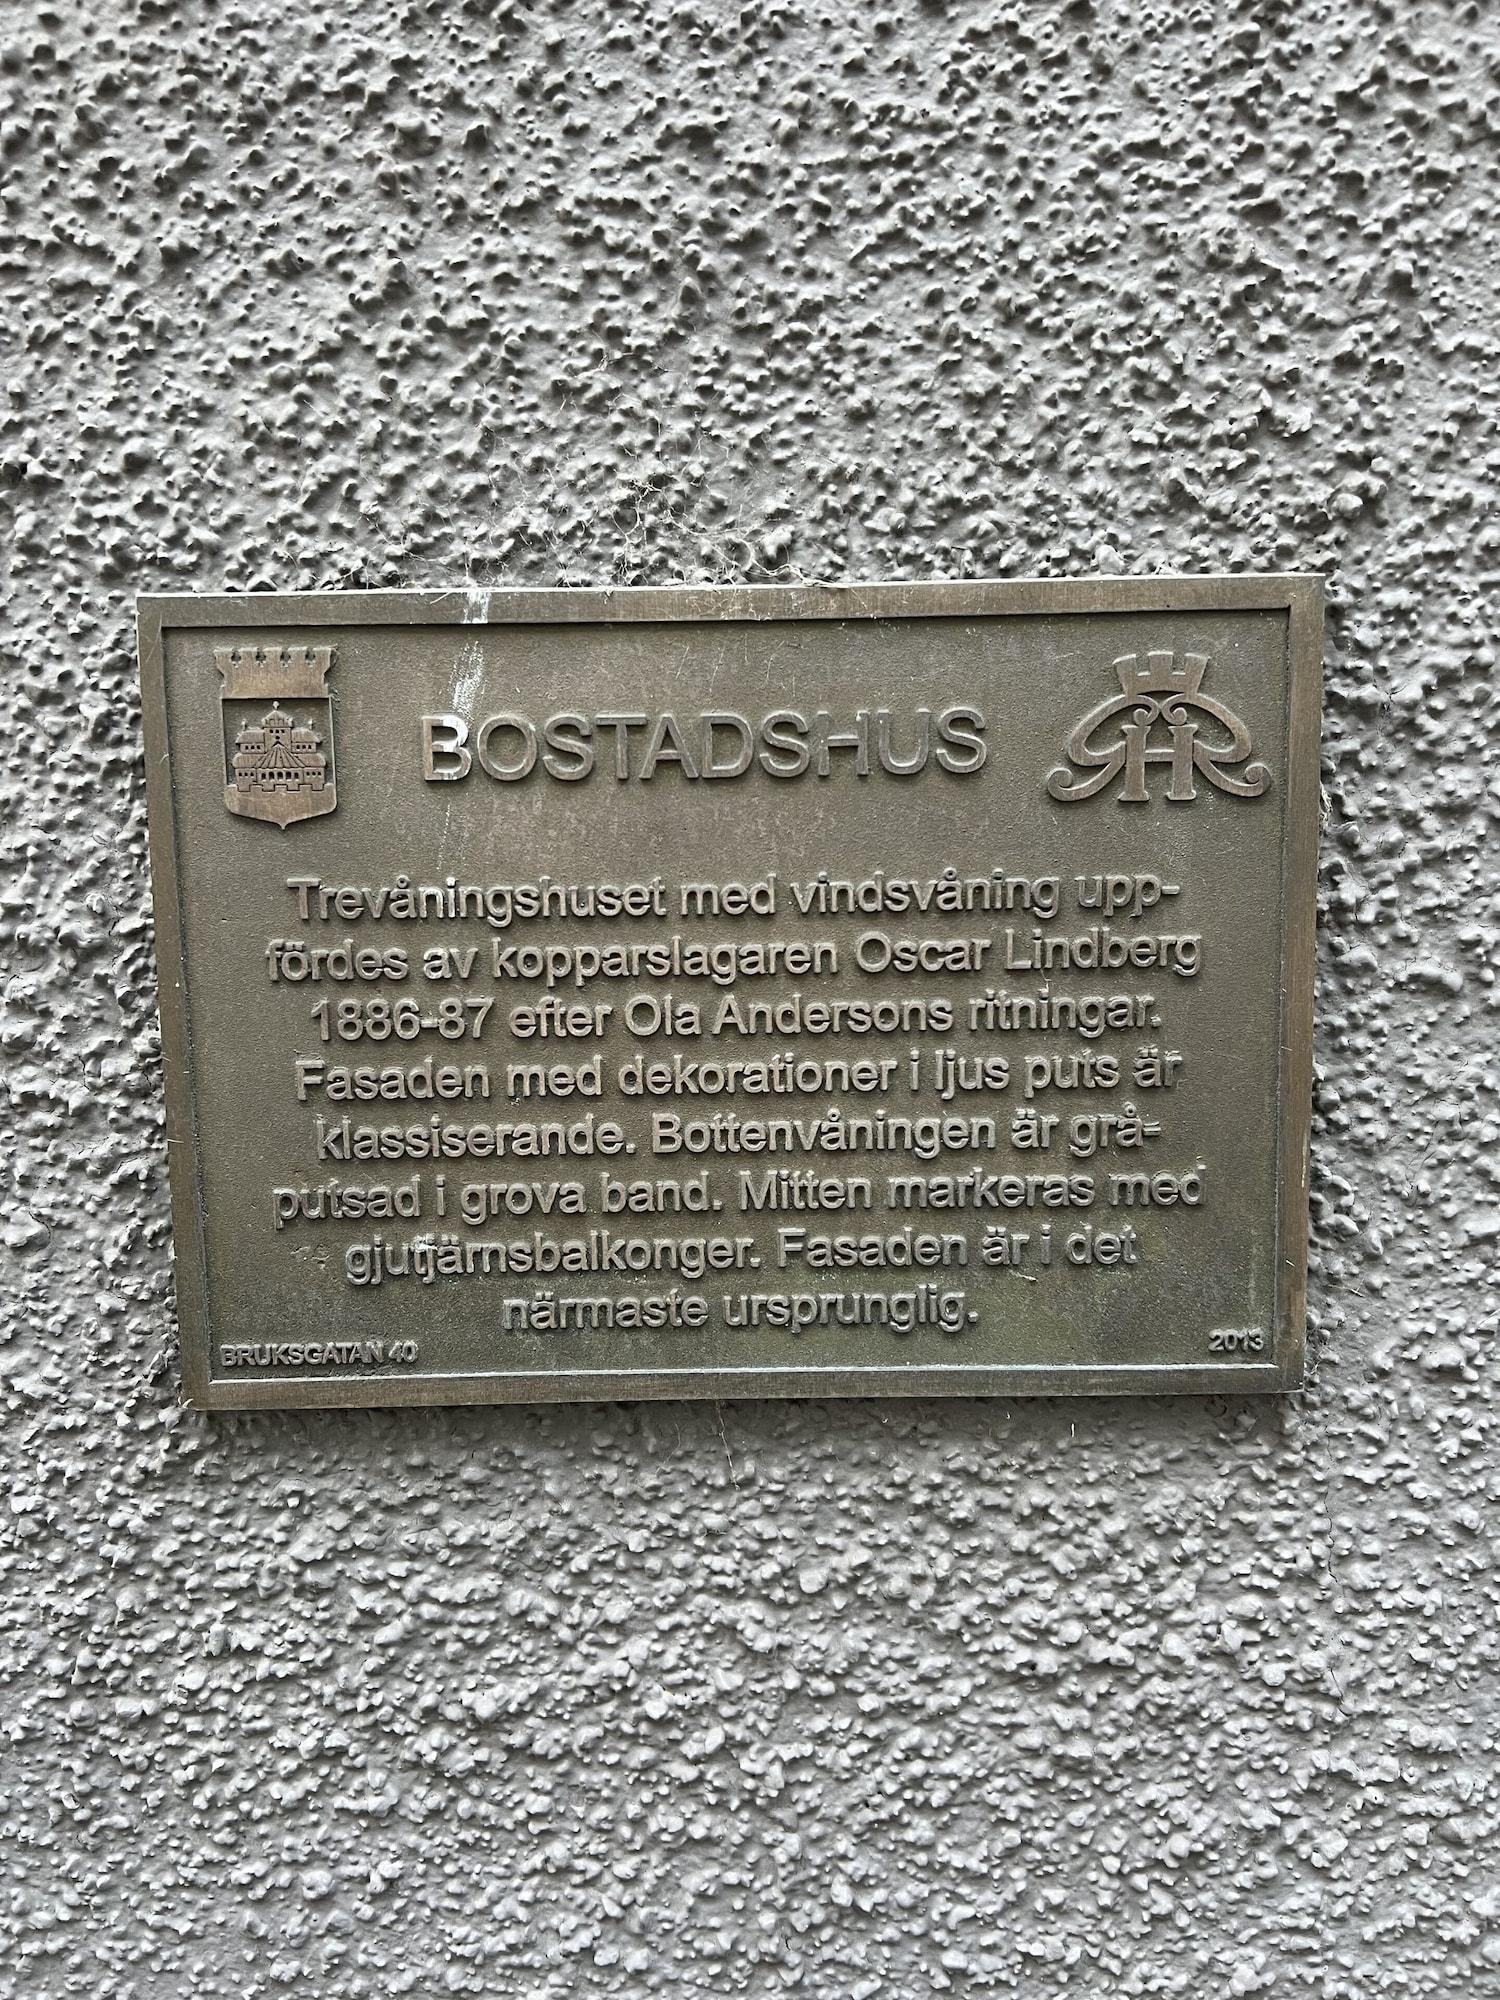 BOSTADSHUS
Trevåningshuset med vindsvåning upp-
fördes av kopparslagaren Oscar Lindberg
1886-87 efter Ola Andersons ritningar.
Fasaden med dekorationer i ljus puts är
klassiserande. Bottenvåningen är grå-
putsad i grova band. Mitten markeras med
gjutjärnsbalkonger. Fasaden är i det
närmaste ursprunglig.
BRUKSGATAN 40
2013